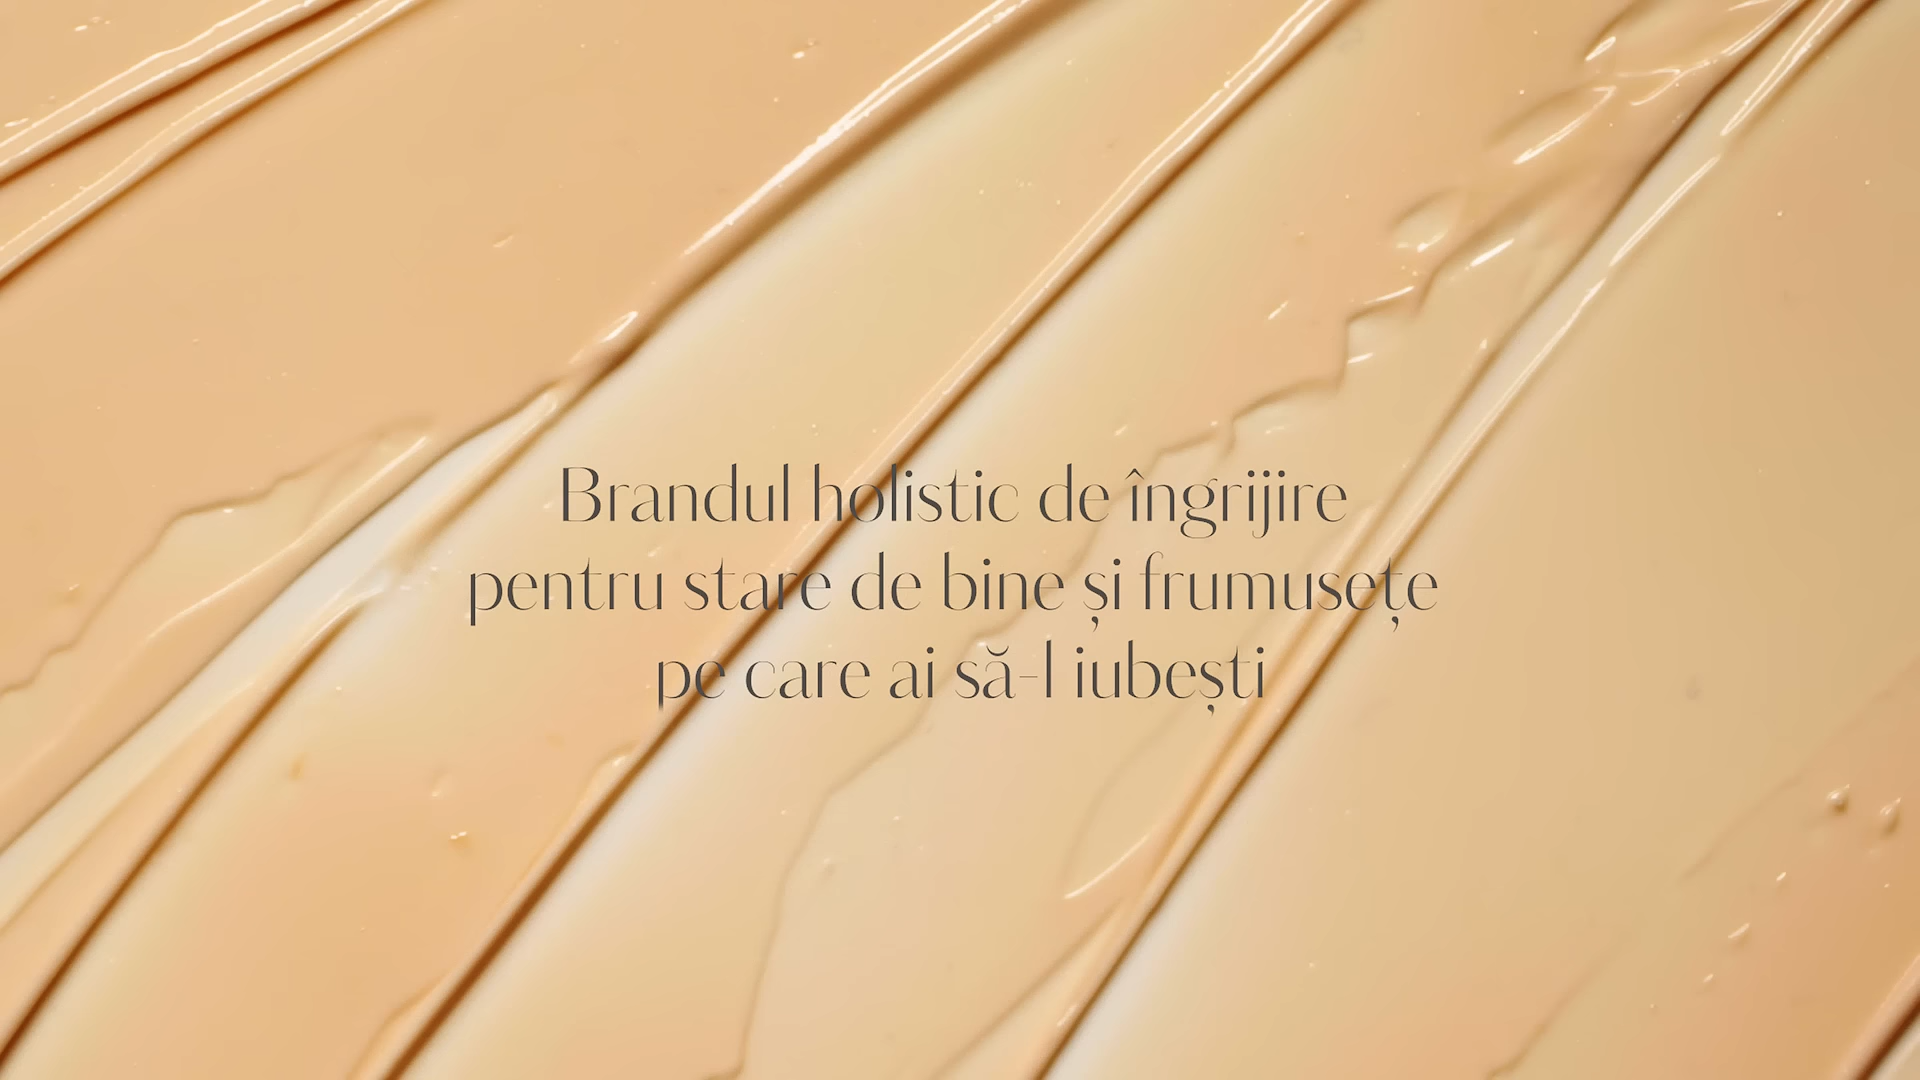 Brandul holistic de îngrijire
pentru stare de bine și frumusețe
pe care ai să-l iubești